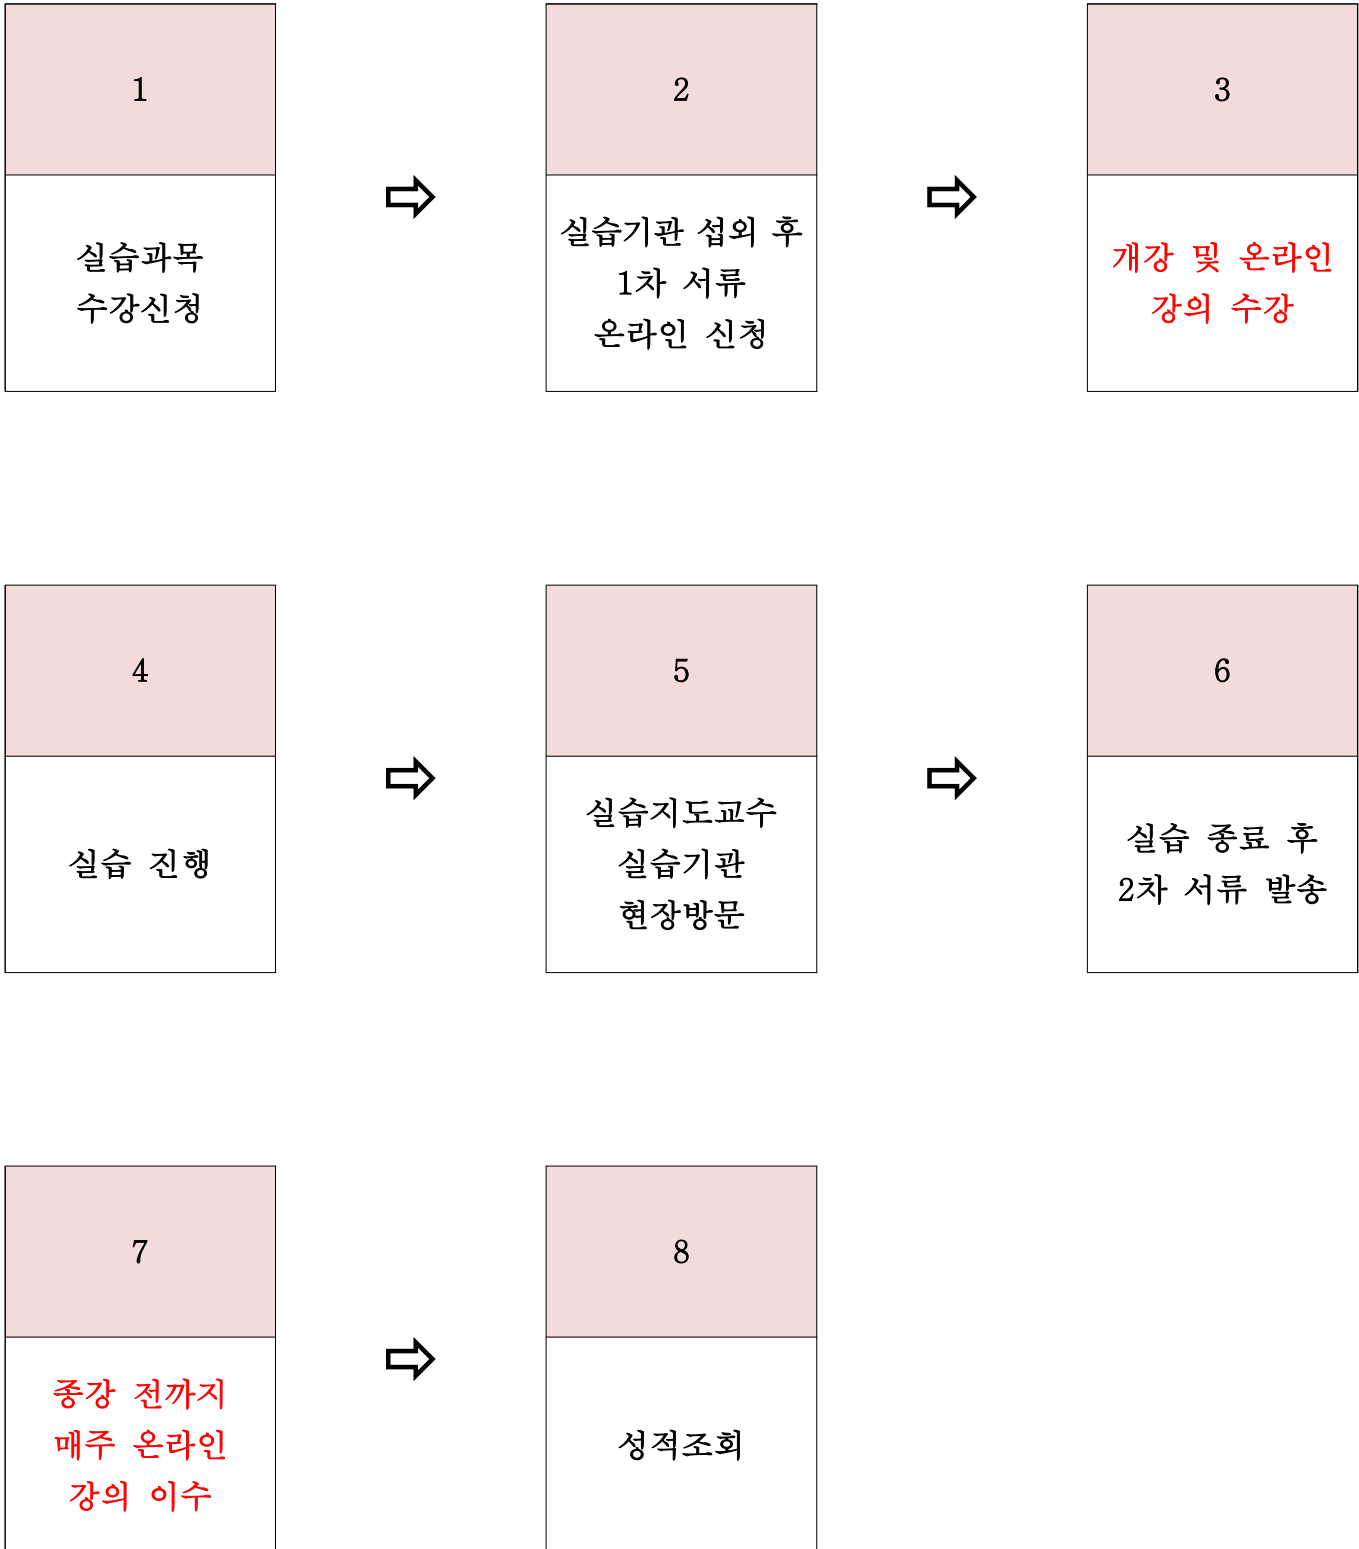 1
실습과목
수강신청
⇨
2
실습기관 섭외 후
1차 서류
온라인 신청
⇨
3
개강 및 온라인
강의 수강
4
실습 진행
⇨
5
실습지도교수
실습기관
현장방문
⇨
6
실습 종료 후
2차 서류 발송
7
종강 전까지
매주 온라인
강의 이수
⇨
8
성적조회